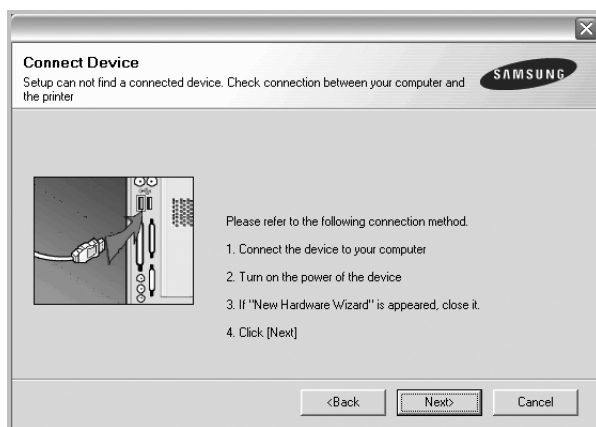 Connect Device
Setup can not find a connected device. Check connection between your computer and
the printer
SAMSUNG
Please refer to the following connection method.
1. Connect the device to your computer
2. Turn on the power of the device
3. If "New Hardware Wizard" is appeared, close it.
4. Click [Next]
<Back
Next>
Cancel